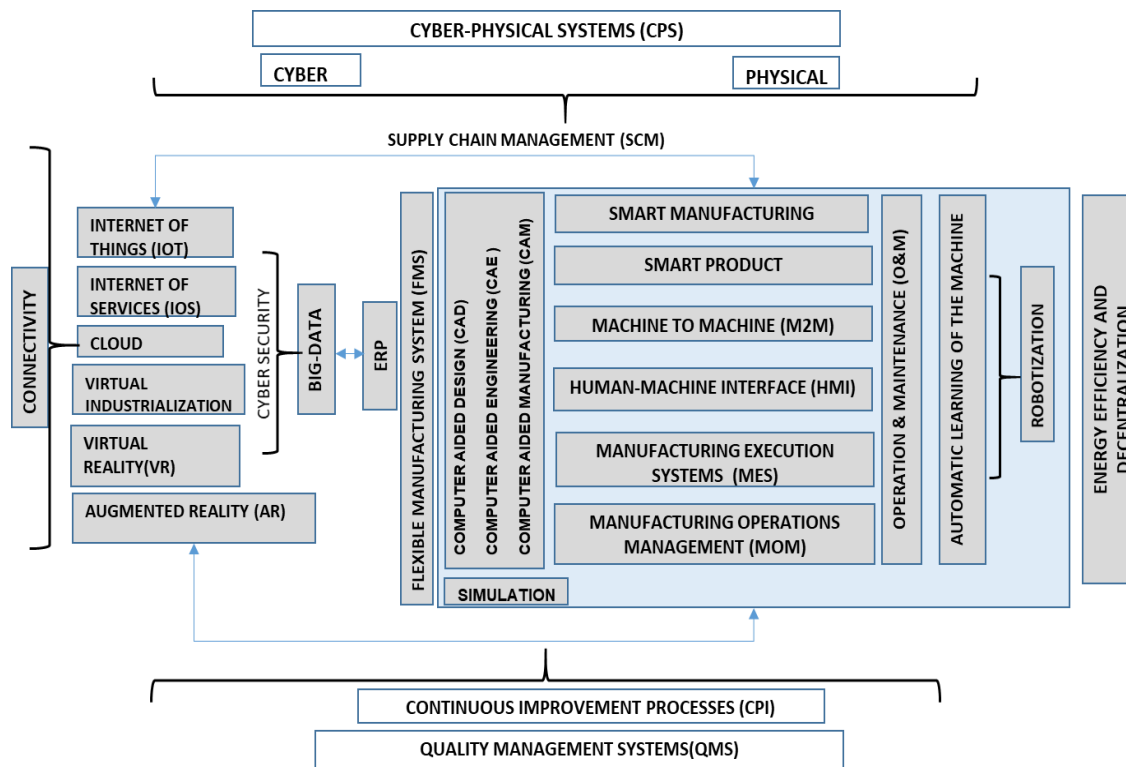 CYBER-PHYSICAL SYSTEMS (CPS)
CYBER
PHYSICAL
SUPPLY CHAIN MANAGEMENT (SCM)
CONNECTIVITY
INTERNET OF
THINGS (IOT)
INTERNET OF
SERVICES (IOS)
CLOUD
VIRTUAL
INDUSTRIALIZATION
VIRTUAL
REALITY(VR)
AUGMENTED REALITY (AR)
CYBER SECURITY
BIG-DATA
ERP
FLEXIBLE MANUFACTURING SYSTEM (FMS)
COMPUTER AIDED DESIGN (CAD)
COMPUTER AIDED ENGINEERING (CAE )
COMPUTER AIDED MANUFACTURING (CAM)
SIMULATION
SMART MANUFACTURING
SMART PRODUCT
MACHINE TO MACHINE (M2M)
HUMAN-MACHINE INTERFACE (HMI)
MANUFACTURING EXECUTION
SYSTEMS (MES)
MANUFACTURING OPERATIONS
MANAGEMENT (MOM)
OPERATION & MAINTENANCE (O&M)
AUTOMATIC LEARNING OF THE MACHINE
ROBOTIZATION
ENERGY EFFICIENCY AND
DECENTRALIZATION
CONTINUOUS IMPROVEMENT PROCESSES (CPI)
QUALITY MANAGEMENT SYSTEMS(QMS)